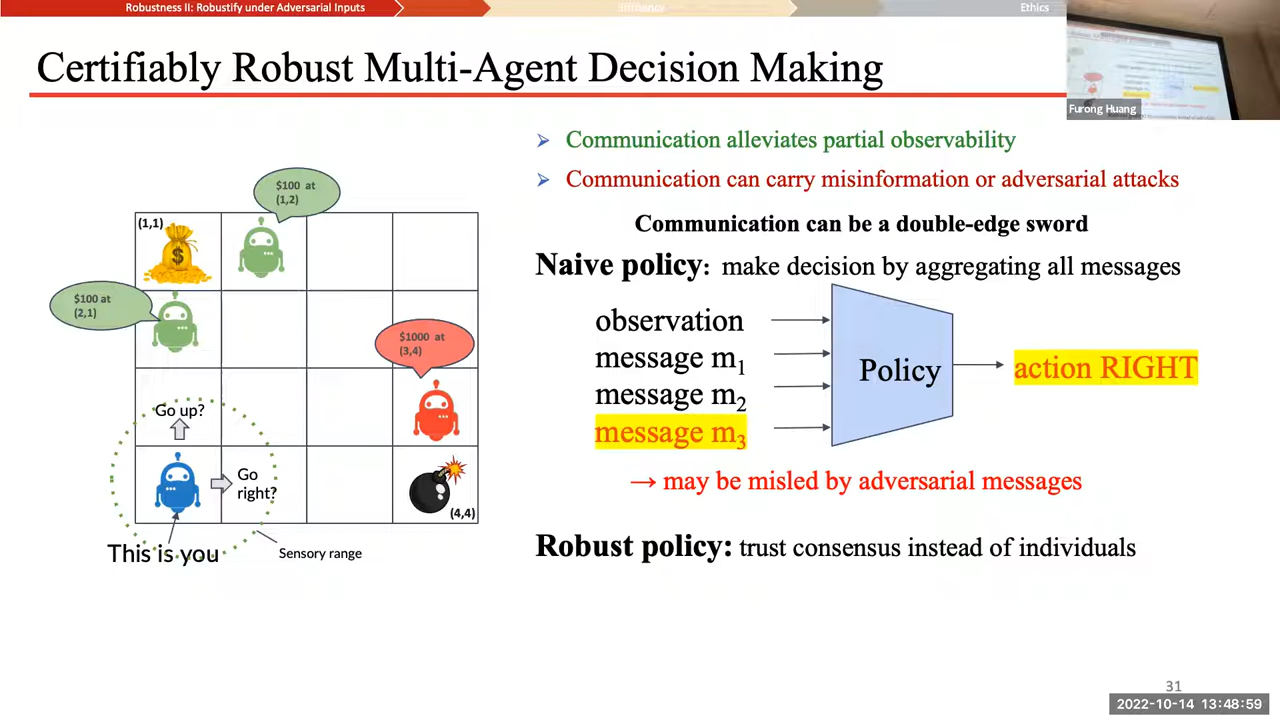 Robustness II: Robustify under Adversarial Inputs
Efficiency
Ethics
Certifiably Robust Multi-Agent Decision Making
Furong Huang
➢ Communication alleviates partial observability
➢ Communication can carry misinformation or adversarial attacks
Communication can be a double-edge sword
Naive policy: make decision by aggregating all messages
observation
message m1
message m2
message m3
Policy
action RIGHT
→ may be misled by adversarial messages
Robust policy: trust consensus instead of individuals
$100 at
(1,2)
(1,1)
$
$100 at
(2,1)
$1000 at
(3,4)
Go up?
Go
right?
(4,4)
This is you
Sensory range
31
2022-10-14 13:48:59